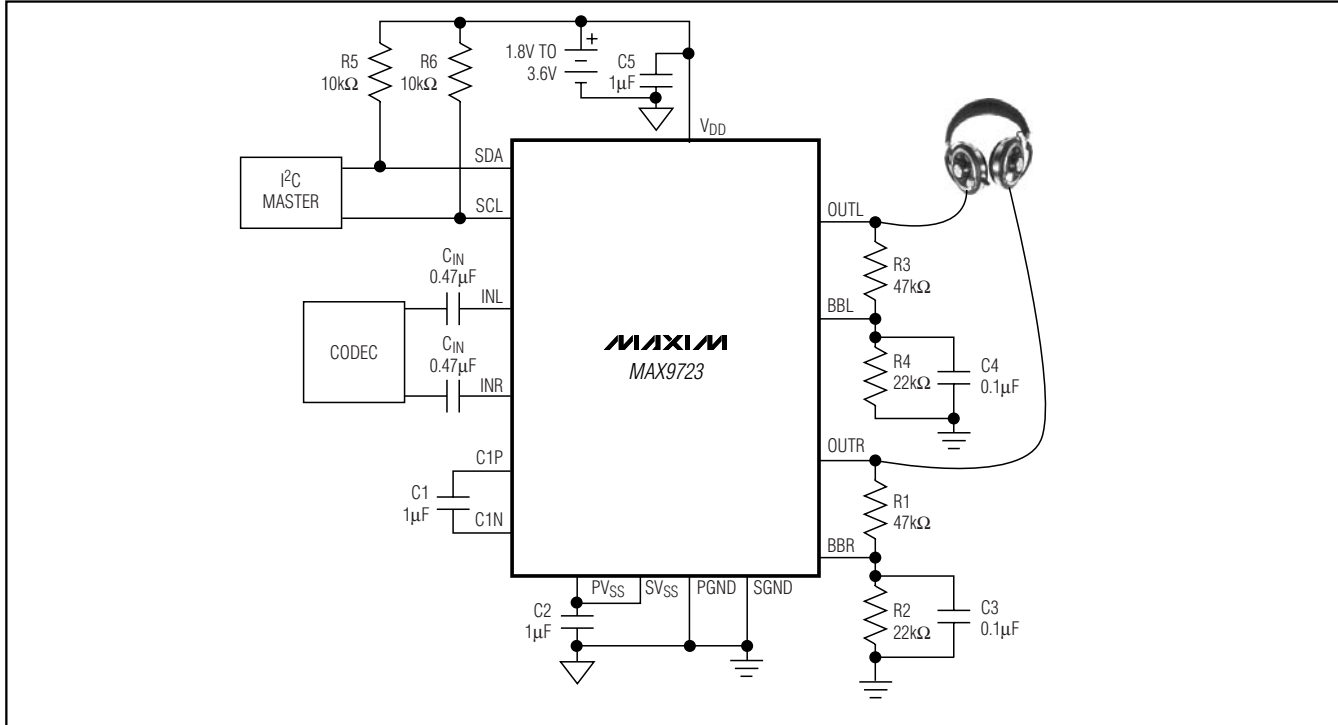 R5
10kΩ
R6
10kΩ
1.8V TO
3.6V
+
C5
1µF
VDD
SDA
I²C
MASTER
SCL
OUTL
CIN
0.47µF
INL
R3
47kΩ
BBL
CODEC
CIN
0.47µF
INR
MAXIM
MAX9723
R4
22kΩ
C4
0.1µF
OUTR
C1P
C1
1µF
C1N
R1
47kΩ
BBR
PVSS
SVSS
PGND
SGND
C2
1µF
R2
22kΩ
C3
0.1µF